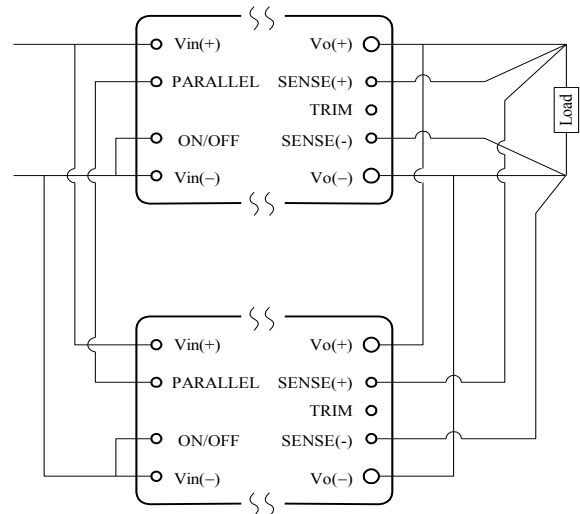 Vin(+) Vo(+)
PARALLEL SENSE(+)
TRIM
ON/OFF SENSE(-)
Vin(−) Vo(−)
Load
Vin(+) Vo(+)
PARALLEL SENSE(+)
TRIM
ON/OFF SENSE(-)
Vin(−) Vo(−)